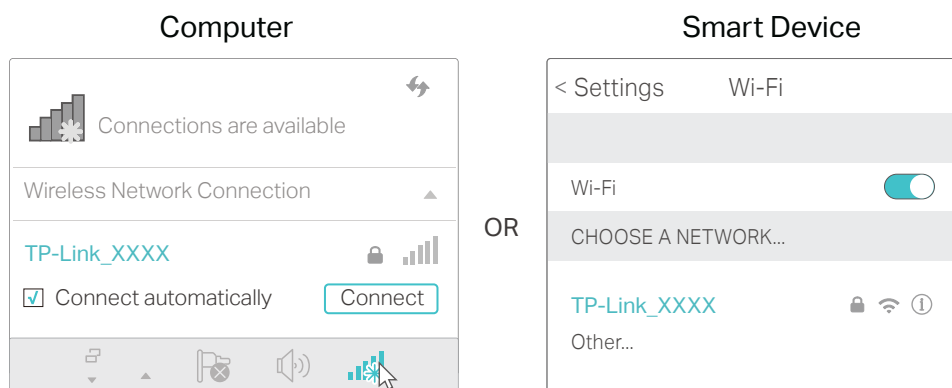 Computer
Connections are available
Wireless Network Connection
TP-Link_XXXX
Connect automatically
Connect
OR
Smart Device
< Settings Wi-Fi
Wi-Fi
CHOOSE A NETWORK...
TP-Link_XXXX
Other...